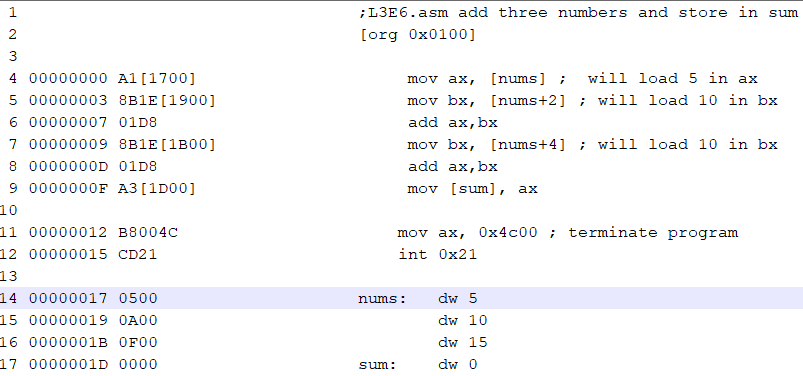 1 ;L3E6.asm add three numbers and store in sum
2 [org 0x0100]
3
4 00000000 A1[1700] mov ax, [nums] ; will load 5 in ax
5 00000003 8B1E[1900] mov bx, [nums+2] ; will load 10 in bx
6 00000007 01D8 add ax,bx
7 00000009 8B1E[1B00] mov bx, [nums+4] ; will load 10 in bx
8 0000000D 01D8 add ax,bx
9 0000000F A3[1D00] mov [sum], ax
10
11 00000012 B8004C mov ax, 0x4c00 ; terminate program
12 00000015 CD21 int 0x21
13
14 00000017 0500 nums: dw 5
15 00000019 0A00 dw 10
16 0000001B 0F00 dw 15
17 0000001D 0000 sum: dw 0